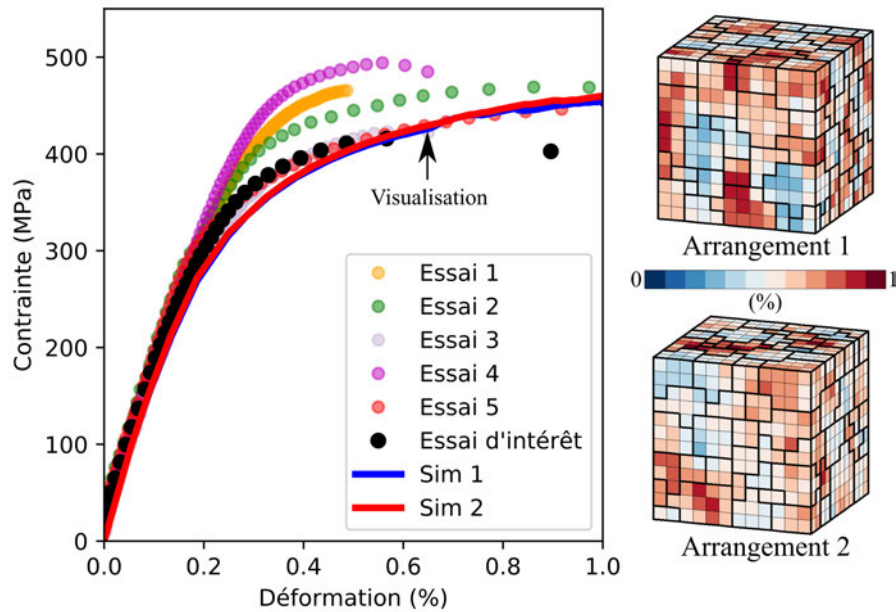 500
400
300
200
100
0
Contrainte (MPa)
0.0
0.2
0.4
0.6
0.8
1.0
Déformation (%)
Visualisation
Essai 1
Essai 2
Essai 3
Essai 4
Essai 5
Essai d'intérêt
Sim 1
Sim 2
Arrangement 1
0
1
(%)
Arrangement 2